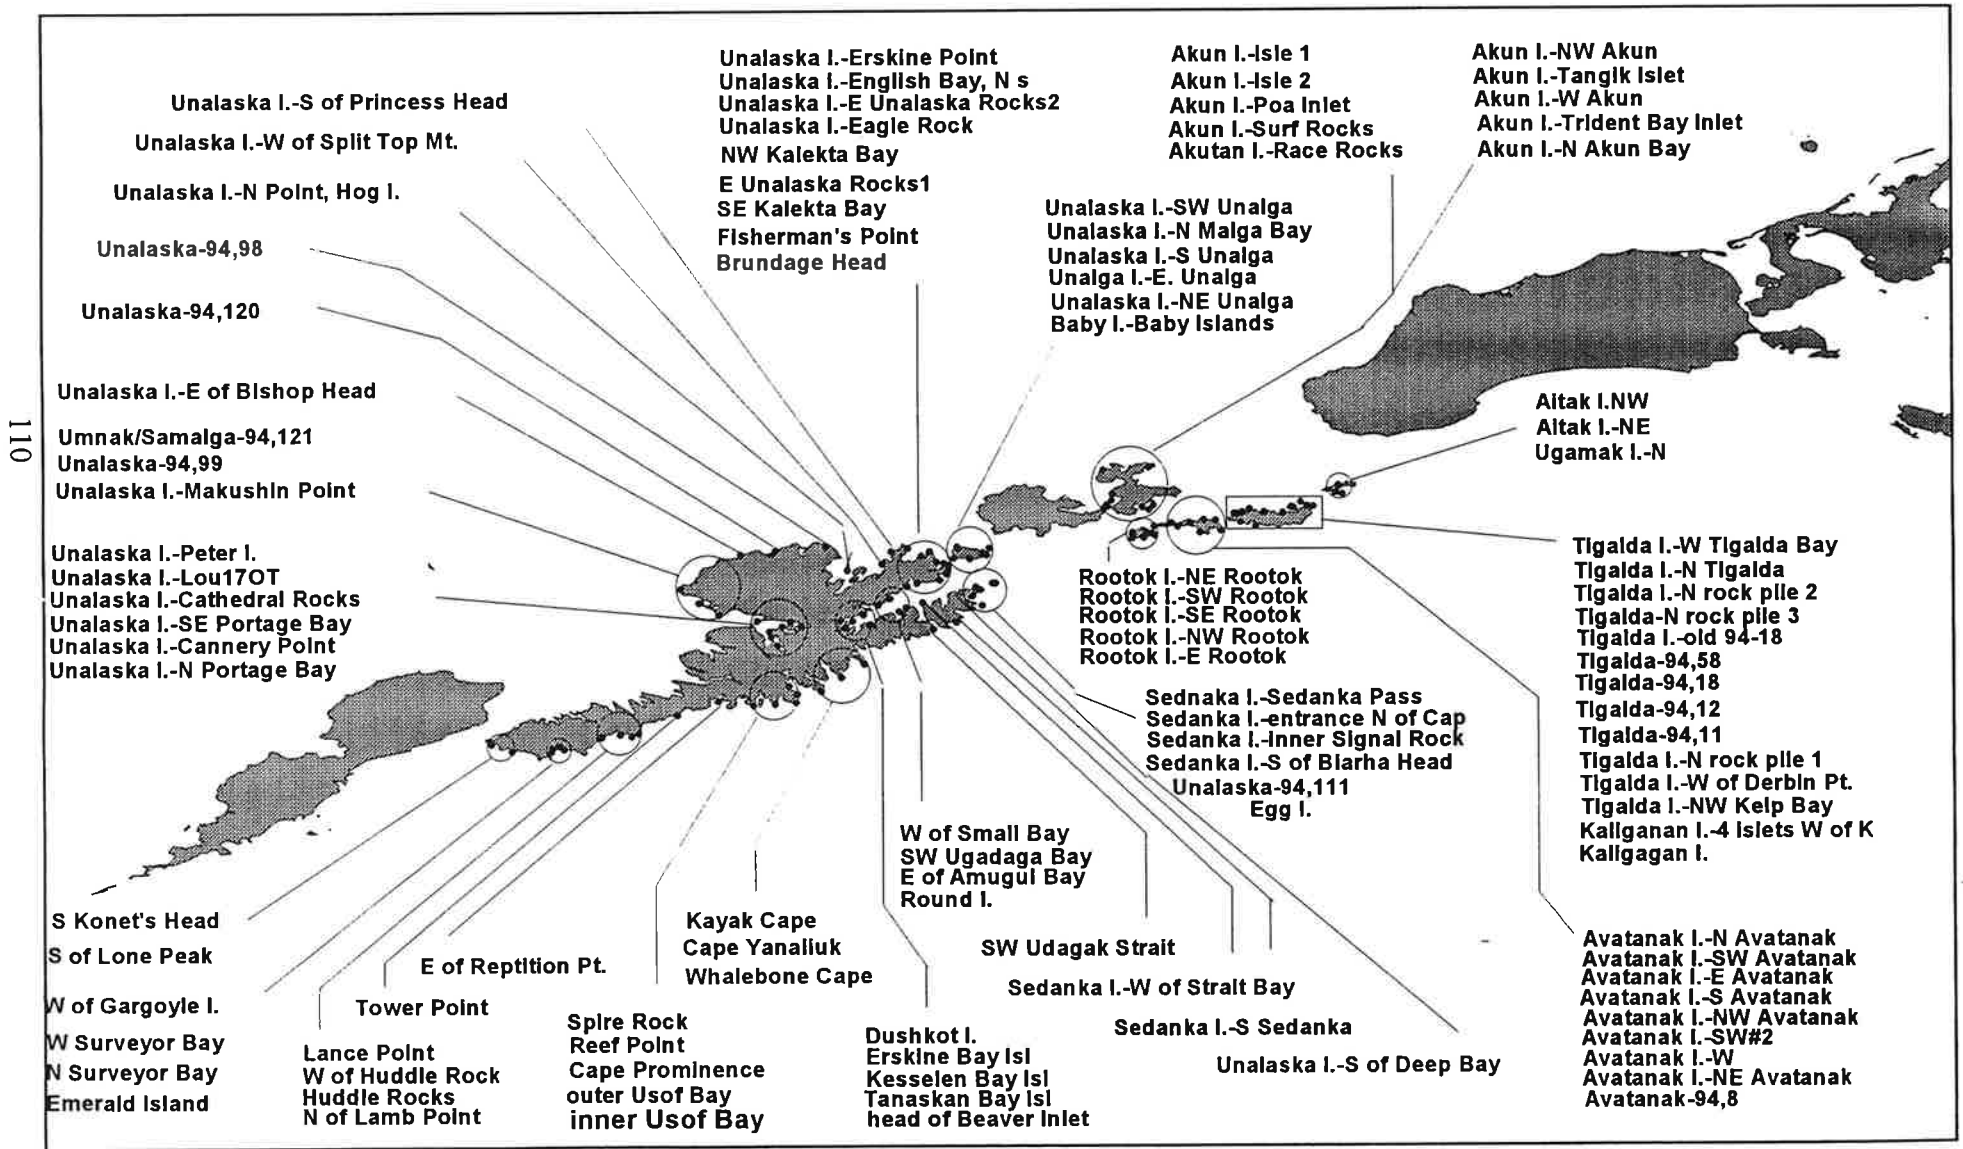 Unalaska I.-S of Princess Head
Unalaska I.-W of Split Top Mt.
Unalaska I.-N Point, Hog I.
Unalaska-94,98
Unalaska-94,120
Unalaska I.-E of Bishop Head
Umnak/Samalga-94,121
Unalaska-94,99
Unalaska I.-Makushin Point
Unalaska I.-Peter I.
Unalaska I.-Lou17OT
Unalaska I.-Cathedral Rocks
Unalaska I.-SE Portage Bay
Unalaska I.-Cannery Point
Unalaska I.-N Portage Bay
110
Unalaska I.-Erskine Point
Unalaska I.-English Bay, N s
Unalaska I.-E Unalaska Rocks2
Unalaska I.-Eagle Rock
NW Kalekta Bay
E Unalaska Rocks1
SE Kalekta Bay
Fisherman's Point
Brundage Head
Akun I.-Isle 1
Akun I.-Isle 2
Akun I.-Poa Inlet
Akun I.-Surf Rocks
Akutan I.-Race Rocks
Akun I.-NW Akun
Akun I.-Tangik Islet
Akun I.-W Akun
Akun I.-Trident Bay Inlet
Akun I.-N Akun Bay
Unalaska I.-SW Unalga
Unalaska I.-N Malga Bay
Unalaska I.-S Unalga
Unalga I.-E. Unalga
Unalaska I.-NE Unalga
Baby I.-Baby Islands
Aitak I.NW
Aitak I.-NE
Ugamak I.-N
Rootok I.-NE Rootok
Rootok I.-SW Rootok
Rootok I.-SE Rootok
Rootok I.-NW Rootok
Rootok I.-E Rootok
Tigalda I.-W Tigalda Bay
Tigalda I.-N Tigalda
Tigalda I.-N rock pile 2
Tigalda-N rock pile 3
Tigalda I.-old 94-18
Tigalda-94,58
Tigalda-94,18
Tigalda-94,12
Tigalda-94,11
Tigalda I.-N rock pile 1
Tigalda I.-W of Derbin Pt.
Tigalda I.-NW Kelp Bay
Kaliganan I.-4 islets W of K
Kaligagan I.
Sednaka I.-Sedanka Pass
Sedanka I.-entrance N of Cap
Sedanka I.-inner Signal Rock
Sedanka I.-S of Biarha Head
Unalaska-94,111
Egg I.
W of Small Bay
SW Ugadaga Bay
E of Amugul Bay
Round I.
S Konet's Head
S of Lone Peak
W of Gargoyle I.
W Surveyor Bay
N Surveyor Bay
Emerald Island
E of Reptition Pt.
Tower Point
Lance Point
W of Huddle Rock
Huddle Rocks
N of Lamb Point
Kayak Cape
Cape Yanaliuk
Whalebone Cape
Spire Rock
Reef Point
Cape Prominence
outer Usof Bay
inner Usof Bay
Dushkot I.
Erskine Bay Isl
Kesselen Bay Isl
Tanaskan Bay Isl
head of Beaver Inlet
SW Udagak Strait
Sedanka I.-W of Strait Bay
Sedanka I.-S Sedanka
Unalaska I.-S of Deep Bay
Avatanak I.-N Avatanak
Avatanak I.-SW Avatanak
Avatanak I.-E Avatanak
Avatanak I.-S Avatanak
Avatanak I.-NW Avatanak
Avatanak I.-SW#2
Avatanak I.-W
Avatanak I.-NE Avatanak
Avatanak-94,8